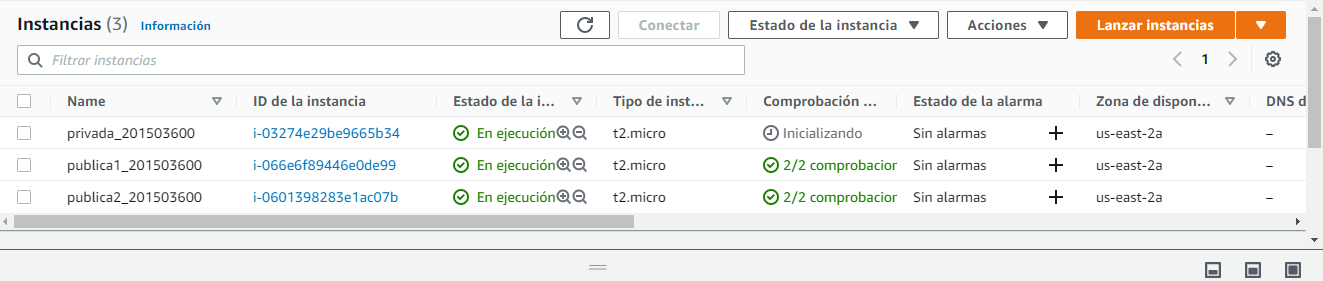 Instancias (3) Información Conectar Estado de la instancia Acciones Lanzar instancias
Filtrar instancias 1
Name ID de la instancia Estado de la i... Tipo de inst... Comprobación ... Estado de la alarma Zona de dispon... DNS d
privada_201503600 i-03274e29be9665b34 En ejecución t2.micro Inicializando Sin alarmas + us-east-2a –
publica1_201503600 i-066e6f89446e0de99 En ejecución t2.micro 2/2 comprobacior Sin alarmas + us-east-2a –
publica2_201503600 i-0601398283e1ac07b En ejecución t2.micro 2/2 comprobacior Sin alarmas + us-east-2a –